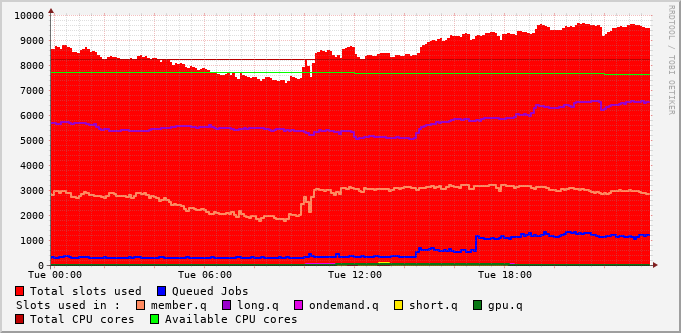 10000
9000
8000
7000
6000
5000
4000
3000
2000
1000
0
Tue 00:00 Tue 06:00 Tue 12:00 Tue 18:00
Total slots used Queued Jobs
Slots used in : member.q long.q ondemand.q short.q gpu.q
Total CPU cores Available CPU cores
RRDTOOL / TOBI OETIKER